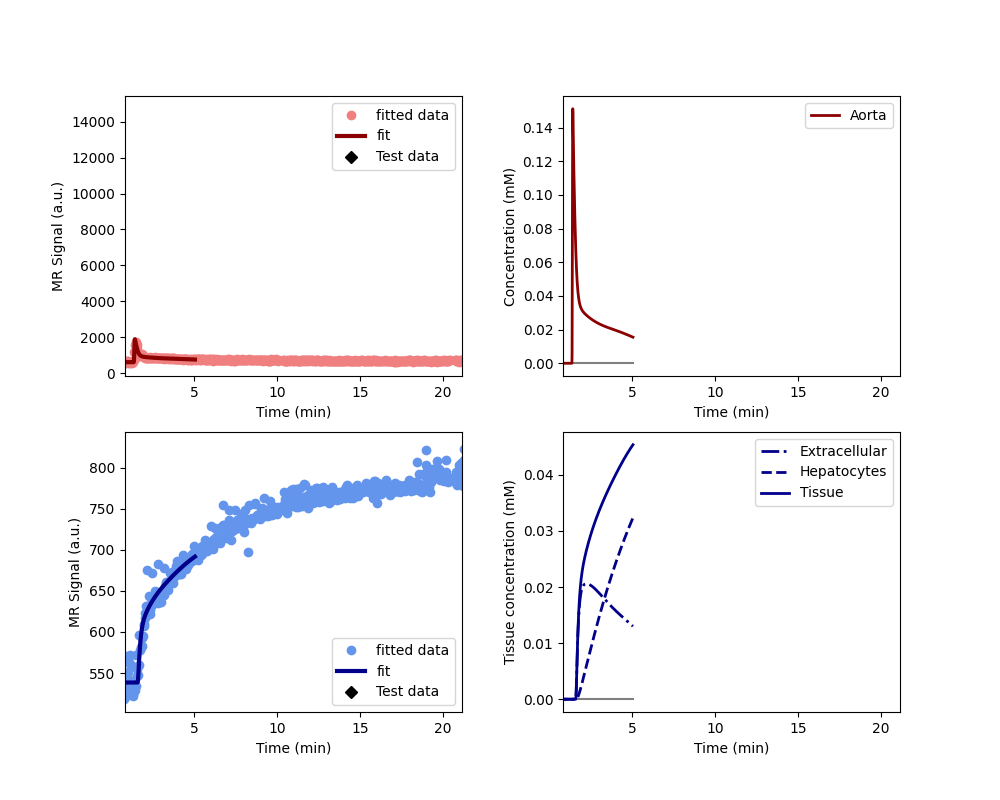 MR Signal (a.u.)
14000
12000
10000
8000
6000
4000
2000
0
5
10
15
20
Time (min)
fitted data
fit
Test data
Concentration (mM)
0.14
0.12
0.10
0.08
0.06
0.04
0.02
0.00
5
10
15
20
Time (min)
Aorta
MR Signal (a.u.)
800
750
700
650
600
550
5
10
15
20
Time (min)
fitted data
fit
Test data
Tissue concentration (mM)
0.04
0.03
0.02
0.01
0.00
5
10
15
20
Time (min)
Extracellular
Hepatocytes
Tissue